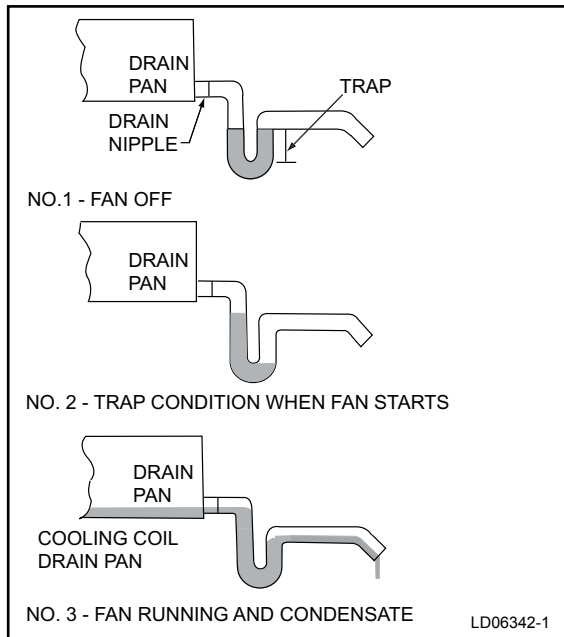 DRAIN
PAN
TRAP
DRAIN
NIPPLE
NO.1 - FAN OFF
DRAIN
PAN
NO. 2 - TRAP CONDITION WHEN FAN STARTS
DRAIN
PAN
COOLING COIL
DRAIN PAN
NO. 3 - FAN RUNNING AND CONDENSATE
LD06342-1